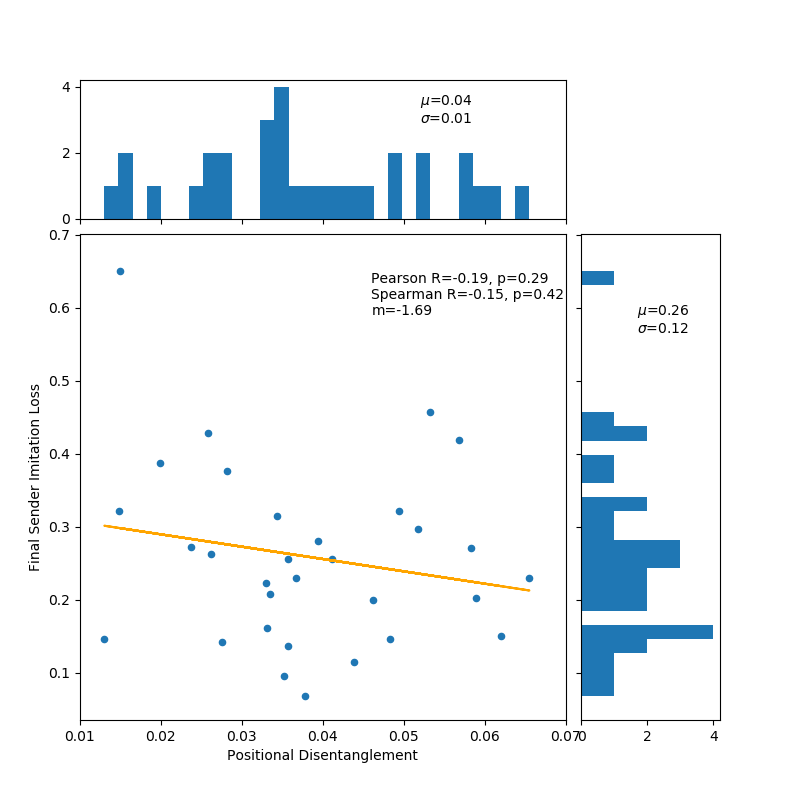 4
2
0
μ=0.04
σ=0.01
0.7
0.6
0.5
0.4
0.3
0.2
0.1
Final Sender Imitation Loss
Pearson R=-0.19, p=0.29
Spearman R=-0.15, p=0.42
m=-1.69
μ=0.26
σ=0.12
0.01 0.02 0.03 0.04 0.05 0.06 0.07
0 2 4
Positional Disentanglement